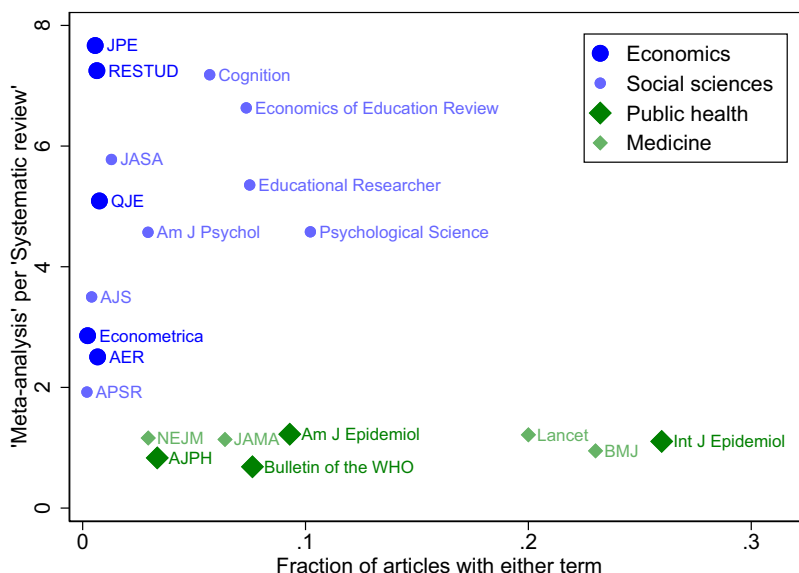 'Meta-analysis' per 'Systematic review'
8
6
4
2
0
JPE
RESTUD
Cognition
Economics of Education Review
JASA
Educational Researcher
QJE
Am J Psychol
Psychological Science
AJS
Econometrica
AER
APSR
NEJM
JAMA
Am J Epidemiol
Lancet
BMJ
Int J Epidemiol
AJPH
Bulletin of the WHO
Economics
Social sciences
Public health
Medicine
0
.1
.2
.3
Fraction of articles with either term